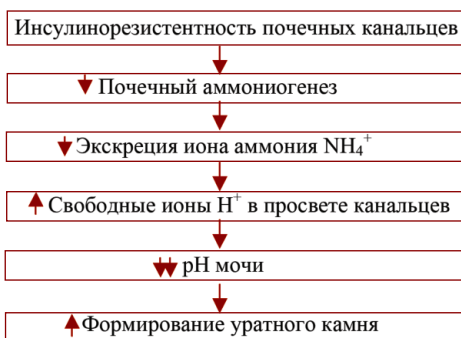 Инсулинорезистентность почечных канальцев
Почечный аммониогенез
Экскреция иона аммония NH₄⁺
Свободные ионы H⁺ в просвете канальцев
pH мочи
Формирование уратного камня